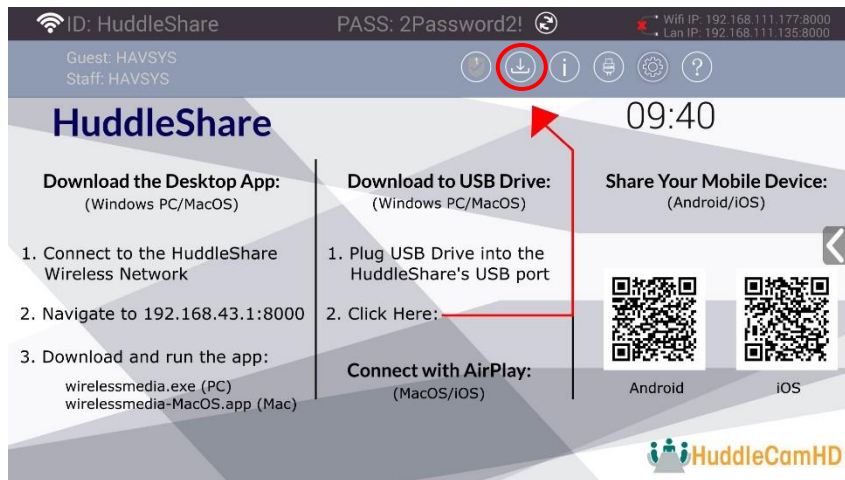 ID: HuddleShare
PASS: 2Password2!
Wifi IP: 192.168.111.177:8000
Lan IP: 192.168.111.135:8000
Guest: HAVSYS
Staff: HAVSYS
HuddleShare
09:40
Download the Desktop App:
(Windows PC/MacOS)
1. Connect to the HuddleShare
Wireless Network
2. Navigate to 192.168.43.1:8000
3. Download and run the app:
wirelessmedia.exe (PC)
wirelessmedia-MacOS.app (Mac)
Download to USB Drive:
(Windows PC/MacOS)
1. Plug USB Drive into the
HuddleShare's USB port
2. Click Here:
Connect with AirPlay:
(MacOS/iOS)
Share Your Mobile Device:
(Android/iOS)
Android
iOS
HuddleCamHD